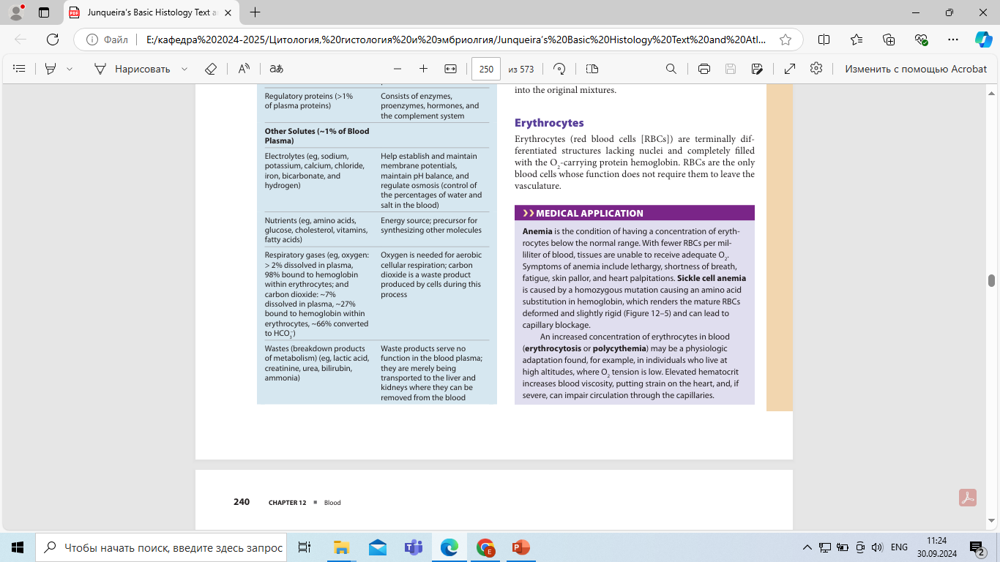 Junqueira's Basic Histology Text a
Файл
E:/кафедра%202024-2025/Цитология,%20гистология%20и%20эмбриолгия/Junqueira's%20Basic%20Histology%20Text%20and%20Atl...
Нарисовать
A
aあ
250
из 573
Изменить с помощью Acrobat
Regulatory proteins (>1%
of plasma proteins)
Consists of enzymes,
proenzymes, hormones, and
the complement system
Other Solutes (~1% of Blood
Plasma)
Electrolytes (eg, sodium,
potassium, calcium, chloride,
iron, bicarbonate, and
hydrogen)
Help establish and maintain
membrane potentials,
maintain pH balance, and
regulate osmosis (control of
the percentages of water and
salt in the blood)
Nutrients (eg, amino acids,
glucose, cholesterol, vitamins,
fatty acids)
Energy source; precursor for
synthesizing other molecules
Respiratory gases (eg, oxygen:
> 2% dissolved in plasma,
98% bound to hemoglobin
within erythrocytes; and
carbon dioxide: ~7%
dissolved in plasma, ~27%
bound to hemoglobin within
erythrocytes, ~66% converted
to HCO₃⁻)
Oxygen is needed for aerobic
cellular respiration; carbon
dioxide is a waste product
produced by cells during this
process
Wastes (breakdown products
of metabolism) (eg, lactic acid,
creatinine, urea, bilirubin,
ammonia)
Waste products serve no
function in the blood plasma;
they are merely being
transported to the liver and
kidneys where they can be
removed from the blood
into the original mixtures.
Erythrocytes
Erythrocytes (red blood cells [RBCs]) are terminally dif-
ferentiated structures lacking nuclei and completely filled
with the O₂-carrying protein hemoglobin. RBCs are the only
blood cells whose function does not require them to leave the
vasculature.
❯❯ MEDICAL APPLICATION
Anemia is the condition of having a concentration of eryth-
rocytes below the normal range. With fewer RBCs per mil-
liliter of blood, tissues are unable to receive adequate O₂.
Symptoms of anemia include lethargy, shortness of breath,
fatigue, skin pallor, and heart palpitations. Sickle cell anemia
is caused by a homozygous mutation causing an amino acid
substitution in hemoglobin, which renders the mature RBCs
deformed and slightly rigid (Figure 12–5) and can lead to
capillary blockage.
An increased concentration of erythrocytes in blood
(erythrocytosis or polycythemia) may be a physiologic
adaptation found, for example, in individuals who live at
high altitudes, where O₂ tension is low. Elevated hematocrit
increases blood viscosity, putting strain on the heart, and, if
severe, can impair circulation through the capillaries.
240 CHAPTER 12 ■ Blood
Чтобы начать поиск, введите здесь запрос
ENG
11:24
30.09.2024
2